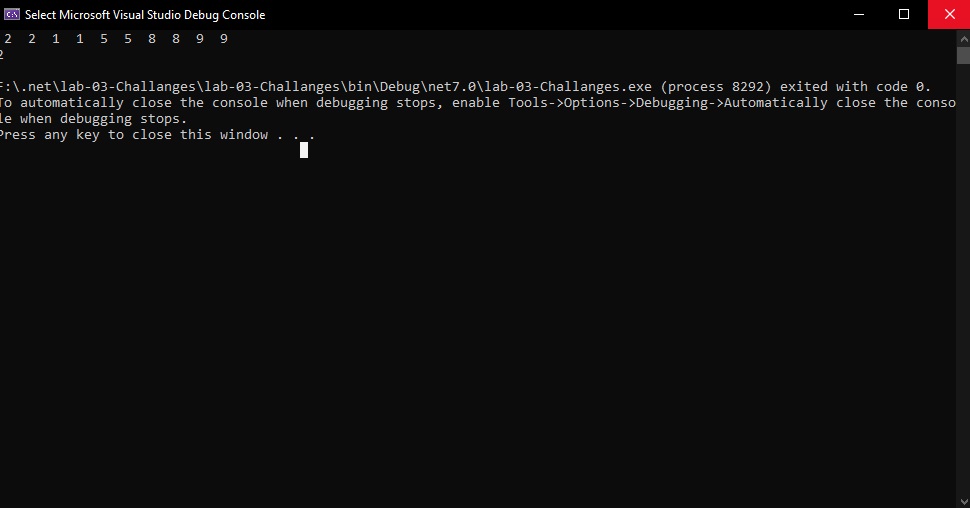 Select Microsoft Visual Studio Debug Console
2  2  1  1  5  5  8  8  9  9
2
F:\.net\lab-03-Challanges\lab-03-Challanges\bin\Debug\net7.0\lab-03-Challanges.exe (process 8292) exited with code 0.
To automatically close the console when debugging stops, enable Tools->Options->Debugging->Automatically close the conso
le when debugging stops.
Press any key to close this window . . .